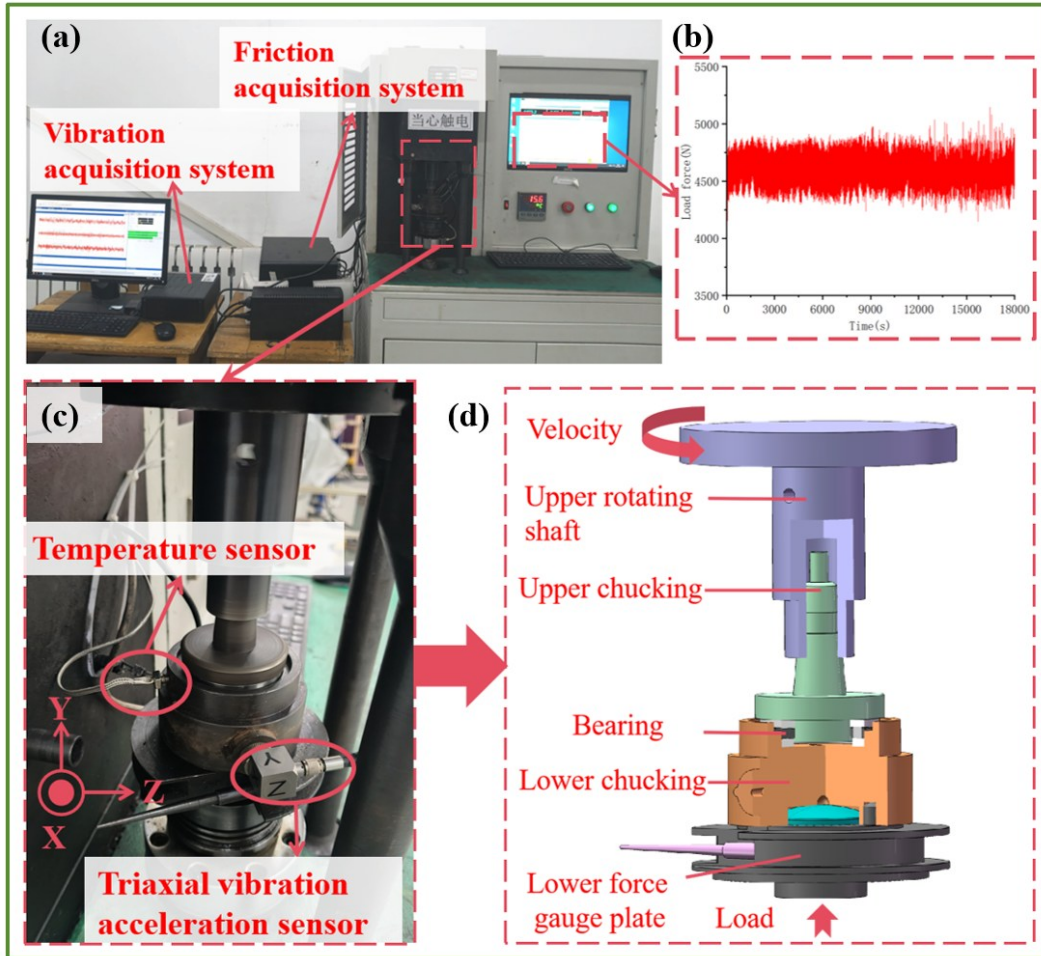 (a)
Friction
acquisition system
Vibration
acquisition system
当心触电
15.6
(b)
5500
5000
4500
4000
3500
Load force(N)
0 3000 6000 9000 12000 15000 18000
Time(s)
(c)
Temperature sensor
Y
Z
X
Y
Z
Triaxial vibration
acceleration sensor
(d)
Velocity
Upper rotating
shaft
Upper chucking
Bearing
Lower chucking
Lower force
gauge plate
Load